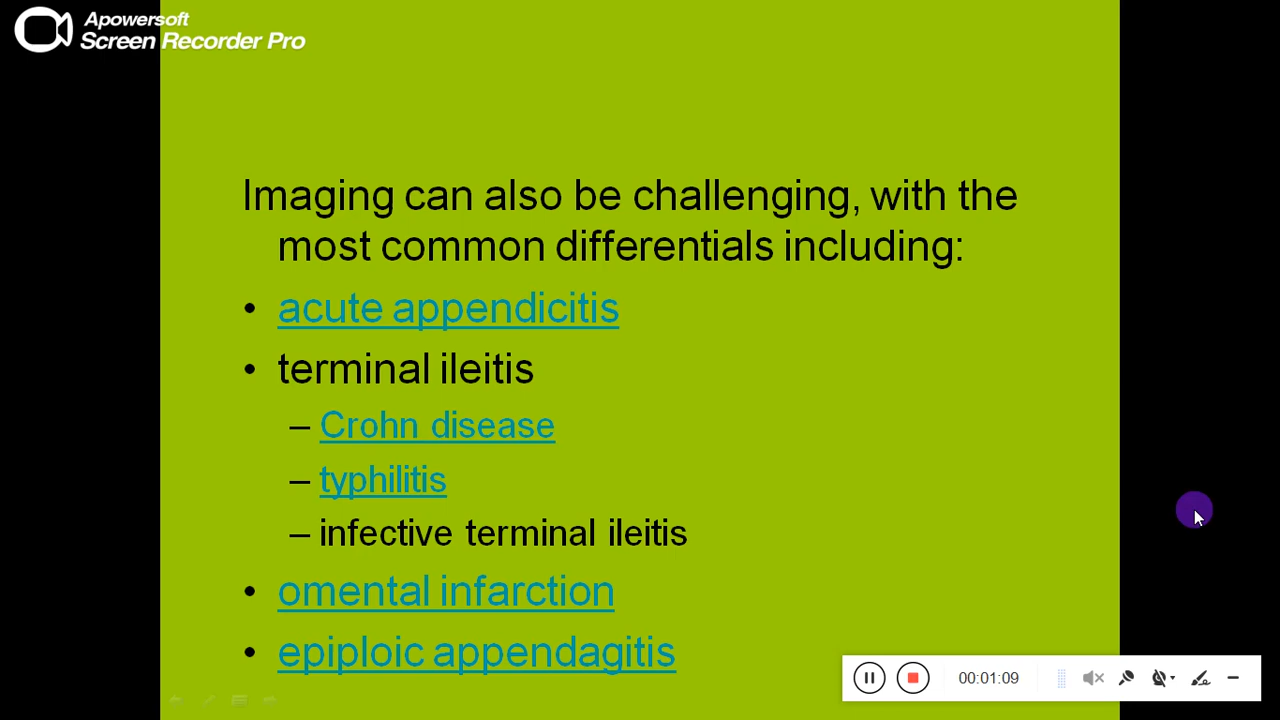 Apowersoft
Screen Recorder Pro
Imaging can also be challenging, with the
most common differentials including:
• acute appendicitis
• terminal ileitis
– Crohn disease
– typhilitis
– infective terminal ileitis
• omental infarction
• epiploic appendagitis
00:01:09